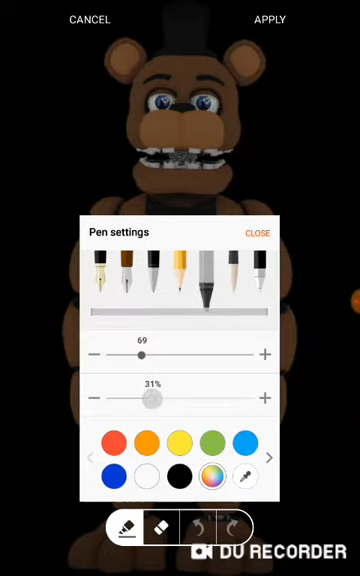 CANCEL APPLY
Pen settings CLOSE
69
31%
DU RECORDER